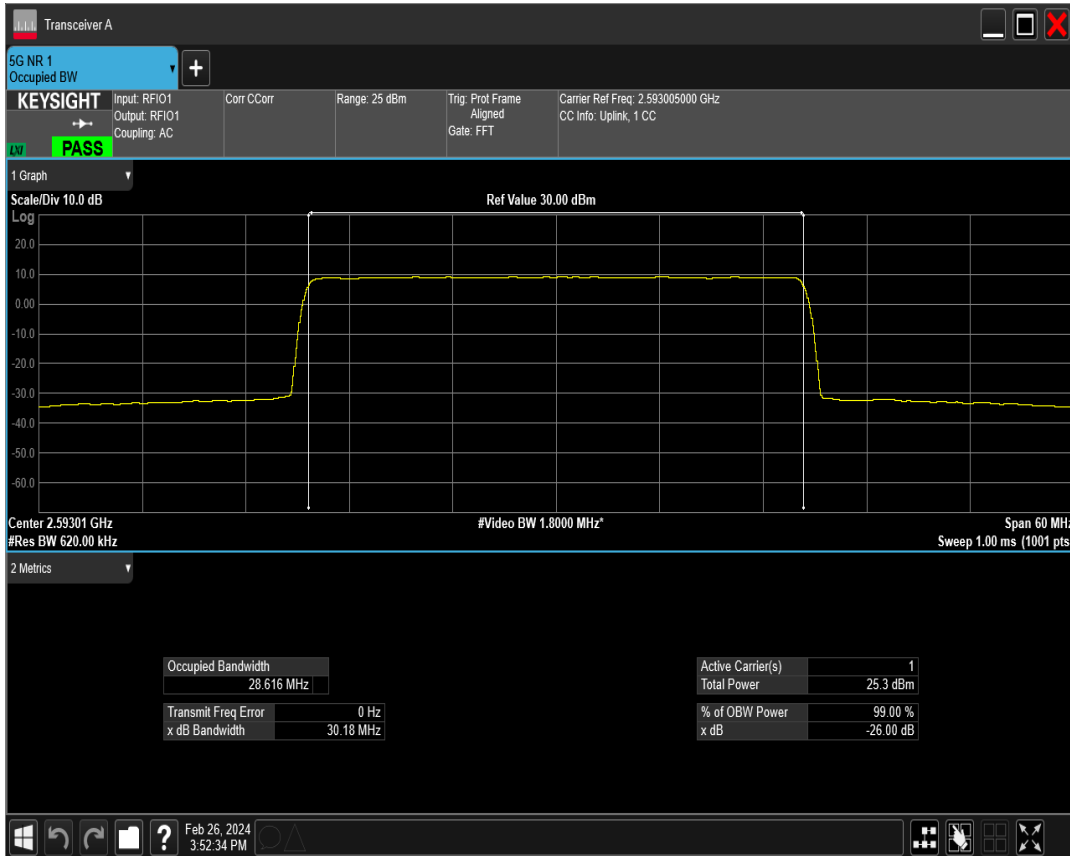 Transceiver A
5G NR 1
Occupied BW
KEYSIGHT
LXI
PASS
Input: RFIO1
Output: RFIO1
Coupling: AC
Corr CCorr
Range: 25 dBm
Trig: Prot Frame
Aligned
Gate: FFT
Carrier Ref Freq: 2.593005000 GHz
CC Info: Uplink, 1 CC
1 Graph
Scale/Div 10.0 dB
Ref Value 30.00 dBm
Log
20.0
10.0
0.00
-10.0
-20.0
-30.0
-40.0
-50.0
-60.0
Center 2.59301 GHz
#Video BW 1.8000 MHz*
Span 60 MHz
#Res BW 620.00 kHz
Sweep 1.00 ms (1001 pts
2 Metrics
Occupied Bandwidth
28.616 MHz
Transmit Freq Error 0 Hz
x dB Bandwidth 30.18 MHz
Active Carrier(s) 1
Total Power 25.3 dBm
% of OBW Power 99.00 %
x dB -26.00 dB
?
Feb 26, 2024
3:52:34 PM